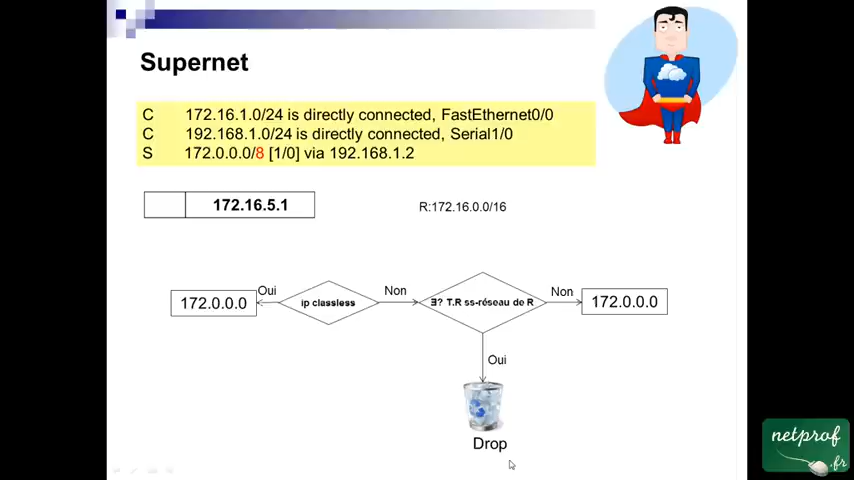 Supernet
C 172.16.1.0/24 is directly connected, FastEthernet0/0
C 192.168.1.0/24 is directly connected, Serial1/0
S 172.0.0.0/8 [1/0] via 192.168.1.2
172.16.5.1
R:172.16.0.0/16
172.0.0.0
Oui
ip classless
Non
∃? T.R ss-réseau de R
Non
172.0.0.0
Oui
Drop
netprof
.fr